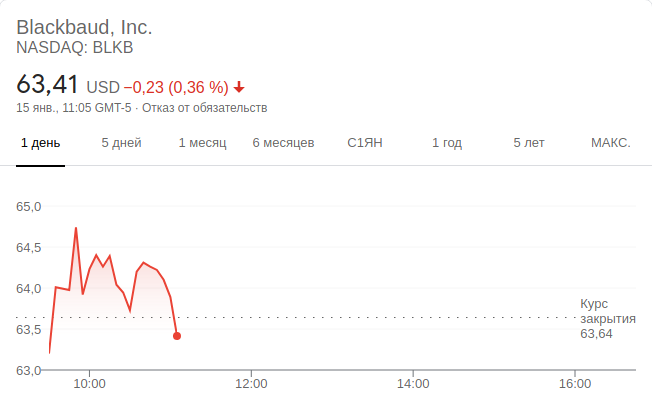 Blackbaud, Inc.
NASDAQ: BLKB
63,41 USD −0,23 (0,36 %)
15 янв., 11:05 GMT-5 · Отказ от обязательств
1 день 5 дней 1 месяц 6 месяцев С1ЯН 1 год 5 лет МАКС.
65,0
64,5
64,0
63,5
63,0
Курс
закрытия
63,64
10:00 12:00 14:00 16:00